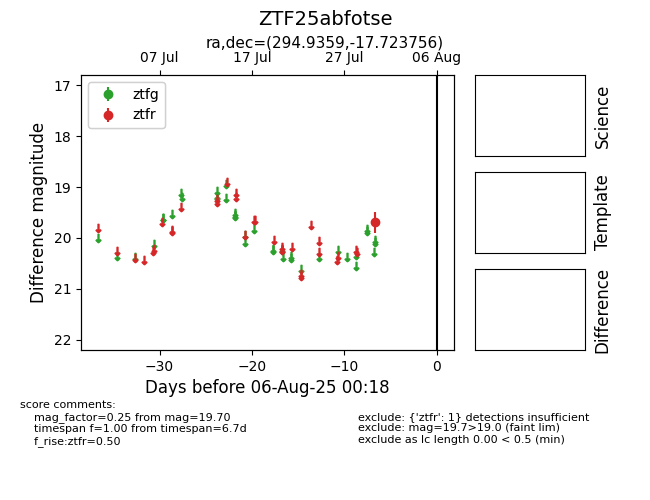 ZTF25abfotse
ra,dec=(294.9359,-17.723756)
07 Jul 17 Jul 27 Jul 06 Aug
17
18
19
20
21
22
Difference magnitude
ztfg
ztfr
−30 −20 −10 0
Days before 06-Aug-25 00:18
Science
Template
Difference
score comments:
mag_factor=0.25 from mag=19.70
timespan f=1.00 from timespan=6.7d
f_rise:ztfr=0.50
exclude: {'ztfr': 1} detections insufficient
exclude: mag=19.7>19.0 (faint lim)
exclude as lc length 0.00 < 0.5 (min)